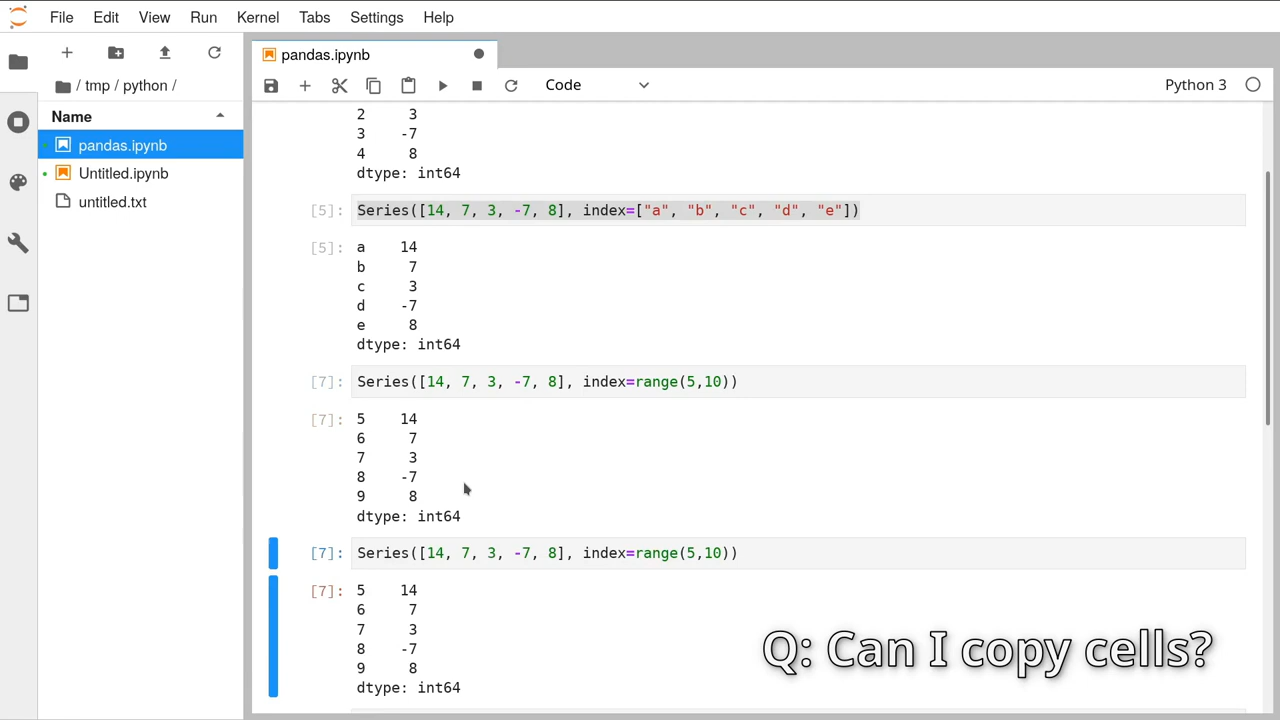 File Edit View Run Kernel Tabs Settings Help
pandas.ipynb
/ tmp / python /
Code
Python 3
Name
pandas.ipynb
Untitled.ipynb
untitled.txt
2 3
3 -7
4 8
dtype: int64
[5]: Series([14, 7, 3, -7, 8], index=["a", "b", "c", "d", "e"])
[5]: a 14
b 7
c 3
d -7
e 8
dtype: int64
[7]: Series([14, 7, 3, -7, 8], index=range(5,10))
[7]: 5 14
6 7
7 3
8 -7
9 8
dtype: int64
[7]: Series([14, 7, 3, -7, 8], index=range(5,10))
[7]: 5 14
6 7
7 3
8 -7
9 8
dtype: int64
Q: Can I copy cells?